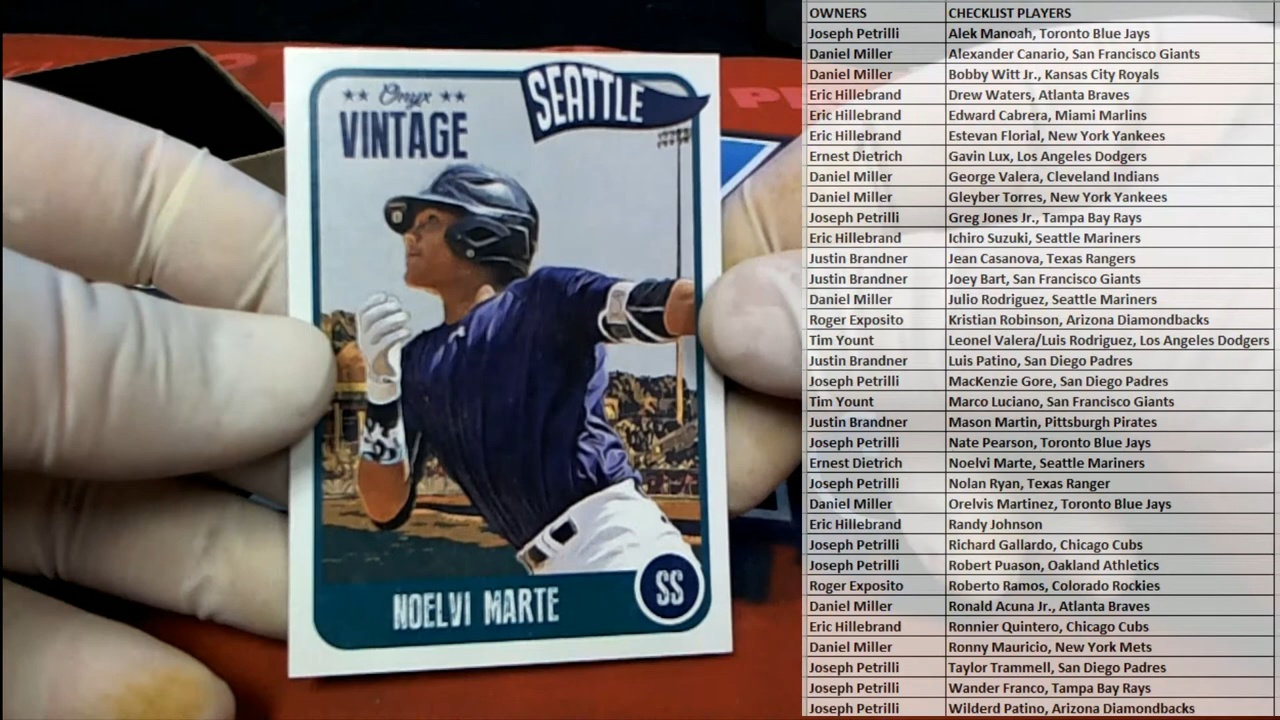 ★★ Onyx ★★
VINTAGE
SEATTLE
NOELVI MARTE
SS
OWNERS CHECKLIST PLAYERS
Joseph Petrilli Alek Manoah, Toronto Blue Jays
Daniel Miller Alexander Canario, San Francisco Giants
Daniel Miller Bobby Witt Jr., Kansas City Royals
Eric Hillebrand Drew Waters, Atlanta Braves
Eric Hillebrand Edward Cabrera, Miami Marlins
Eric Hillebrand Estevan Florial, New York Yankees
Ernest Dietrich Gavin Lux, Los Angeles Dodgers
Daniel Miller George Valera, Cleveland Indians
Daniel Miller Gleyber Torres, New York Yankees
Joseph Petrilli Greg Jones Jr., Tampa Bay Rays
Eric Hillebrand Ichiro Suzuki, Seattle Mariners
Justin Brandner Jean Casanova, Texas Rangers
Justin Brandner Joey Bart, San Francisco Giants
Daniel Miller Julio Rodriguez, Seattle Mariners
Roger Exposito Kristian Robinson, Arizona Diamondbacks
Tim Yount Leonel Valera/Luis Rodriguez, Los Angeles Dodgers
Justin Brandner Luis Patino, San Diego Padres
Joseph Petrilli MacKenzie Gore, San Diego Padres
Tim Yount Marco Luciano, San Francisco Giants
Justin Brandner Mason Martin, Pittsburgh Pirates
Joseph Petrilli Nate Pearson, Toronto Blue Jays
Ernest Dietrich Noelvi Marte, Seattle Mariners
Joseph Petrilli Nolan Ryan, Texas Ranger
Daniel Miller Orelvis Martinez, Toronto Blue Jays
Eric Hillebrand Randy Johnson
Joseph Petrilli Richard Gallardo, Chicago Cubs
Joseph Petrilli Robert Puason, Oakland Athletics
Roger Exposito Roberto Ramos, Colorado Rockies
Daniel Miller Ronald Acuna Jr., Atlanta Braves
Eric Hillebrand Ronnier Quintero, Chicago Cubs
Daniel Miller Ronny Mauricio, New York Mets
Joseph Petrilli Taylor Trammell, San Diego Padres
Joseph Petrilli Wander Franco, Tampa Bay Rays
Joseph Petrilli Wilderd Patino, Arizona Diamondbacks